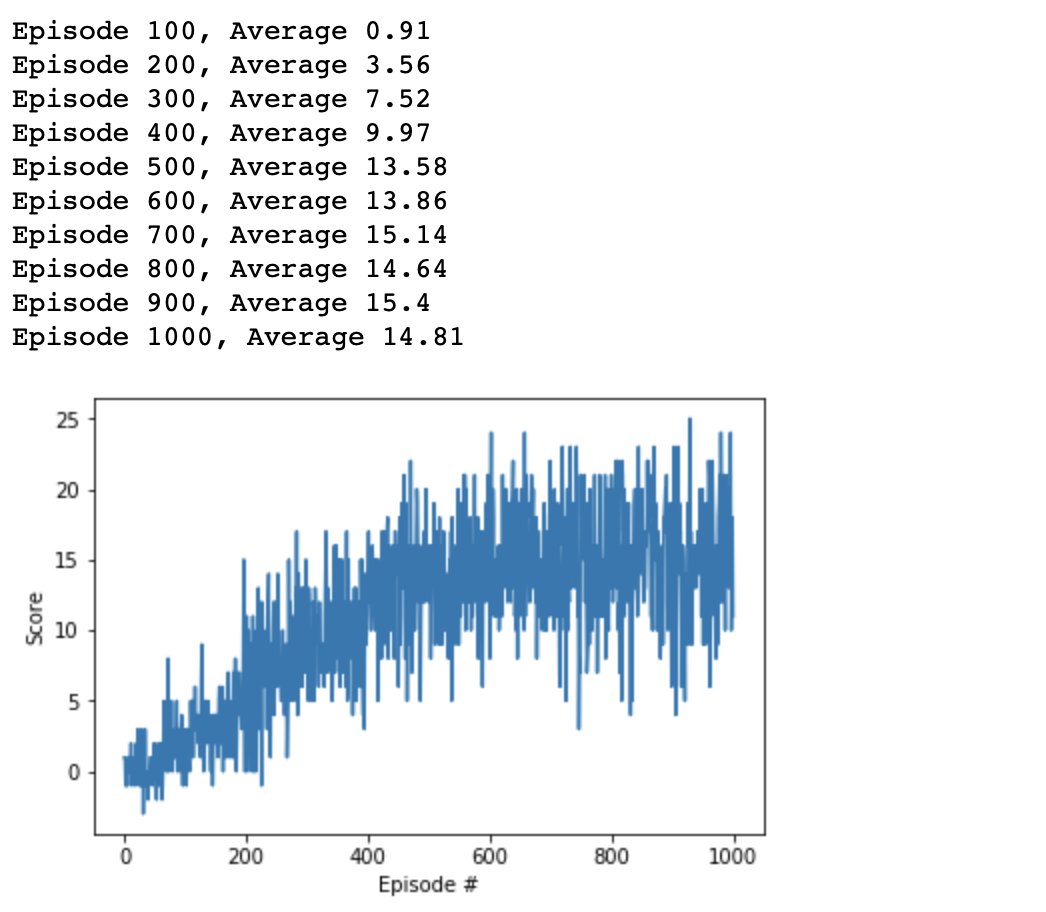 Episode 100, Average 0.91
Episode 200, Average 3.56
Episode 300, Average 7.52
Episode 400, Average 9.97
Episode 500, Average 13.58
Episode 600, Average 13.86
Episode 700, Average 15.14
Episode 800, Average 14.64
Episode 900, Average 15.4
Episode 1000, Average 14.81
25
20
15
10
5
0
Score
0 200 400 600 800 1000
Episode #